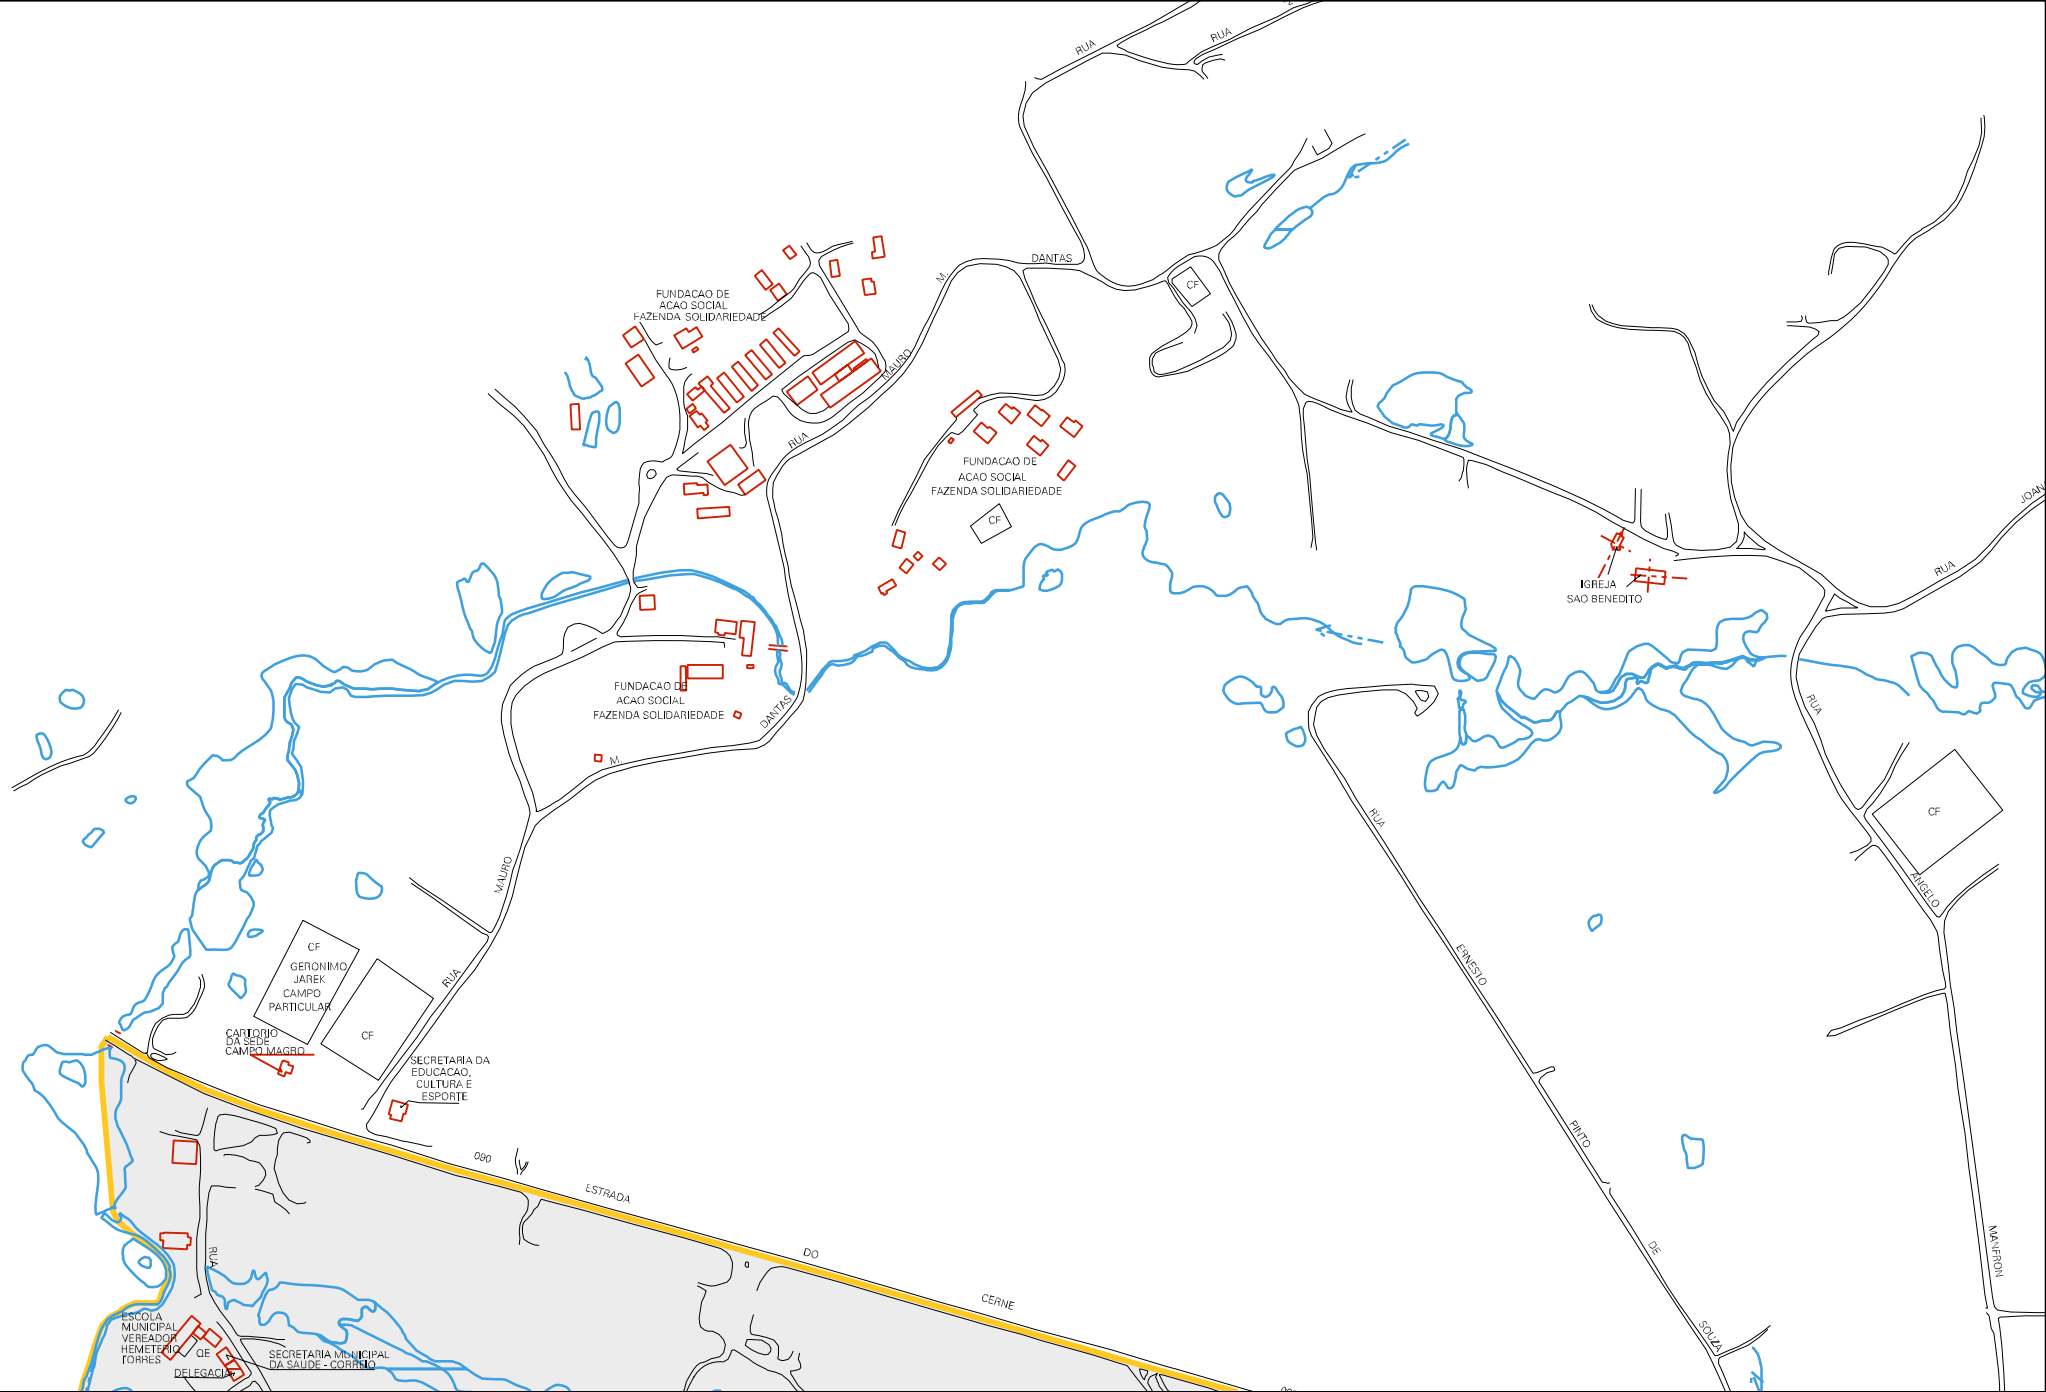 RUA
RUA
DANTAS
M.
CF
FUNDACAO DE
ACAO SOCIAL
FAZENDA SOLIDARIEDADE
MAURO
RUA
FUNDACAO DE
ACAO SOCIAL
FAZENDA SOLIDARIEDADE
CF
RUA
IGREJA
SAO BENEDITO
FUNDACAO DE
ACAO SOCIAL
FAZENDA SOLIDARIEDADE
DANTAS
M.
RUA
RUA
CF
MAURO
ANGELO
CF
GERONIMO
JAREK
CAMPO
PARTICULAR
RUA
ERNESTO
CF
CARTORIO
DA SEDE
CAMPO MAGRO
SECRETARIA DA
EDUCACAO,
CULTURA E
ESPORTE
PINTO
090
ESTRADA
DO
CERNE
RUA
DE
MANFRON
SOUZA
ESCOLA
MUNICIPAL
VEREADOR
HEMETERIO
TORRES
QE
SECRETARIA MUNICIPAL
DA SAUDE - CORREIO
DELEGACIA